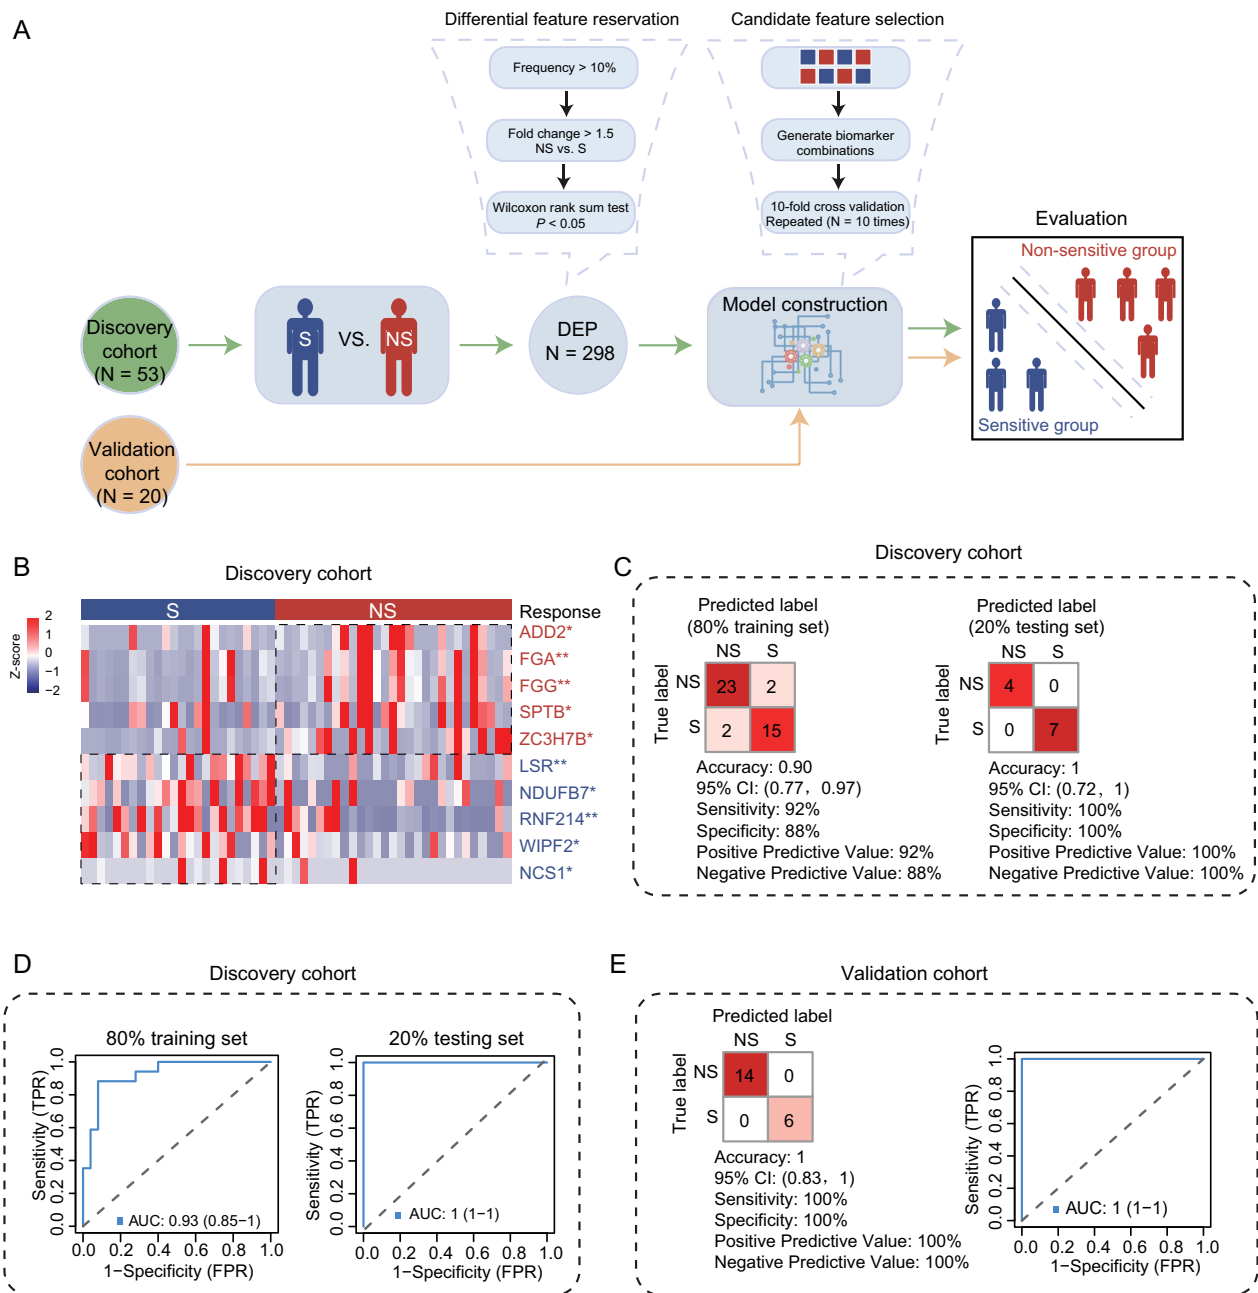 A
Differential feature reservation
Candidate feature selection
Frequency > 10%
Fold change > 1.5
NS vs. S
Wilcoxon rank sum test
P < 0.05
Generate biomarker
combinations
10-fold cross validation
Repeated (N = 10 times)
Evaluation
Non-sensitive group
Sensitive group
Discovery
cohort
(N = 53)
S VS. NS
DEP
N = 298
Model construction
Validation
cohort
(N = 20)
B
Discovery cohort
S NS Response
Z-score
2
1
0
−1
−2
ADD2*
FGA**
FGG**
SPTB*
ZC3H7B*
LSR**
NDUFB7*
RNF214**
WIPF2*
NCS1*
C
Discovery cohort
Predicted label
(80% training set)
NS S
True label
NS 23 2
S 2 15
Accuracy: 0.90
95% CI: (0.77, 0.97)
Sensitivity: 92%
Specificity: 88%
Positive Predictive Value: 92%
Negative Predictive Value: 88%
Predicted label
(20% testing set)
NS S
True label
NS 4 0
S 0 7
Accuracy: 1
95% CI: (0.72, 1)
Sensitivity: 100%
Specificity: 100%
Positive Predictive Value: 100%
Negative Predictive Value: 100%
D
Discovery cohort
80% training set
Sensitivity (TPR)
0.0 0.2 0.4 0.6 0.8 1.0
AUC: 0.93 (0.85−1)
0.0 0.2 0.4 0.6 0.8 1.0
20% testing set
Sensitivity (TPR)
0.0 0.2 0.4 0.6 0.8 1.0
AUC: 1 (1−1)
0.0 0.2 0.4 0.6 0.8 1.0
1−Specificity (FPR)
1−Specificity (FPR)
E
Validation cohort
Predicted label
NS S
True label
NS 14 0
S 0 6
Accuracy: 1
95% CI: (0.83, 1)
Sensitivity: 100%
Specificity: 100%
Positive Predictive Value: 100%
Negative Predictive Value: 100%
Sensitivity (TPR)
0.0 0.2 0.4 0.6 0.8 1.0
AUC: 1 (1−1)
0.0 0.2 0.4 0.6 0.8 1.0
1−Specificity (FPR)